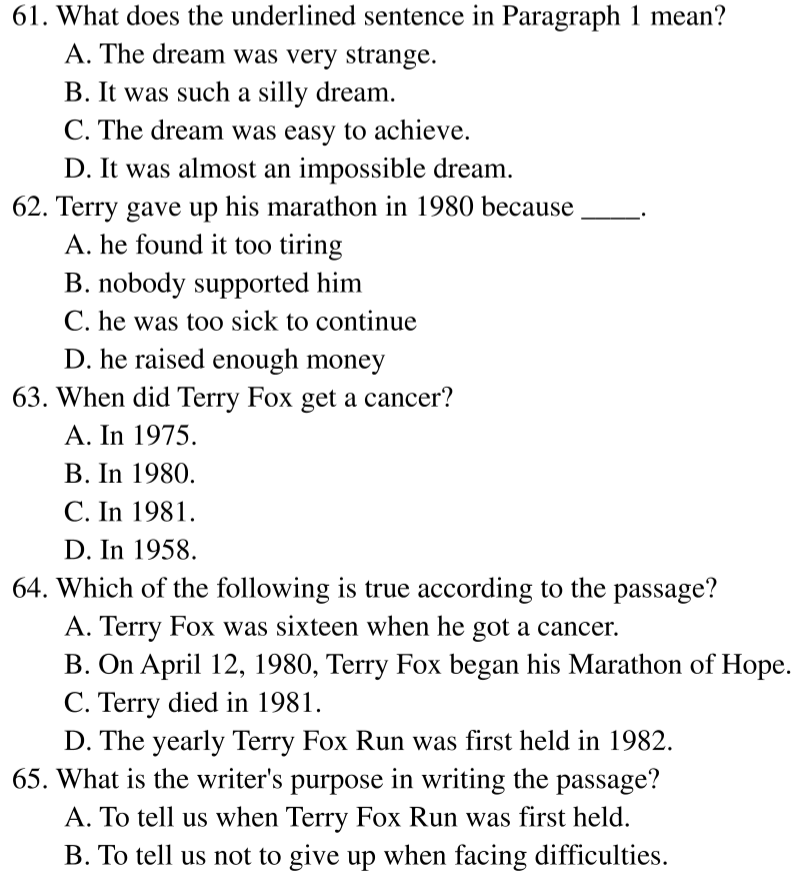 61. What does the underlined sentence in Paragraph 1 mean?
A. The dream was very strange.
B. It was such a silly dream.
C. The dream was easy to achieve.
D. It was almost an impossible dream.
62. Terry gave up his marathon in 1980 because _____.
A. he found it too tiring
B. nobody supported him
C. he was too sick to continue
D. he raised enough money
63. When did Terry Fox get a cancer?
A. In 1975.
B. In 1980.
C. In 1981.
D. In 1958.
64. Which of the following is true according to the passage?
A. Terry Fox was sixteen when he got a cancer.
B. On April 12, 1980, Terry Fox began his Marathon of Hope.
C. Terry died in 1981.
D. The yearly Terry Fox Run was first held in 1982.
65. What is the writer's purpose in writing the passage?
A. To tell us when Terry Fox Run was first held.
B. To tell us not to give up when facing difficulties.